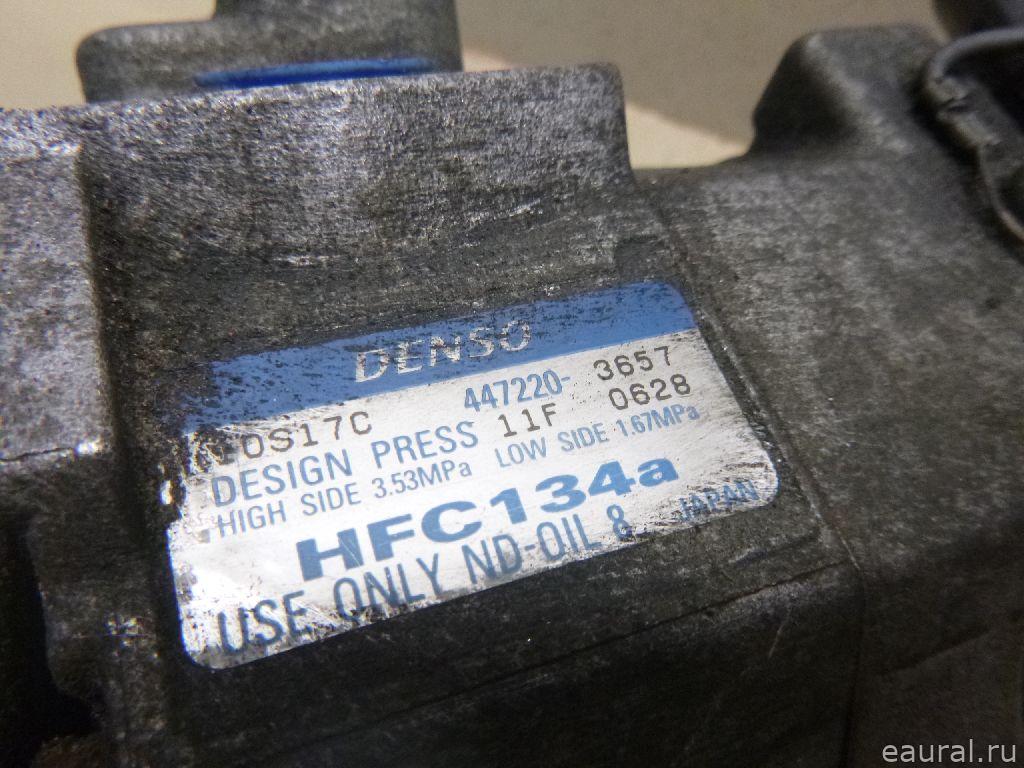 DENSO
0S17C 447220-3657
DESIGN PRESS 11F 0628
HIGH SIDE 3.53MPa LOW SIDE 1.67MPa
HFC134a
USE ONLY ND-OIL 8 JAPAN
eaural.ru